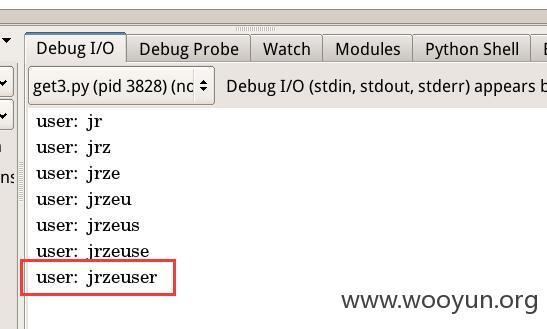 Debug I/O Debug Probe Watch Modules Python Shell
get3.py (pid 3828) (no Debug I/O (stdin, stdout, stderr) appears b
ns
user: jr
user: jrz
user: jrze
user: jrzeu
user: jrzeus
user: jrzeuse
user: jrzeuser
www.wooyun.org